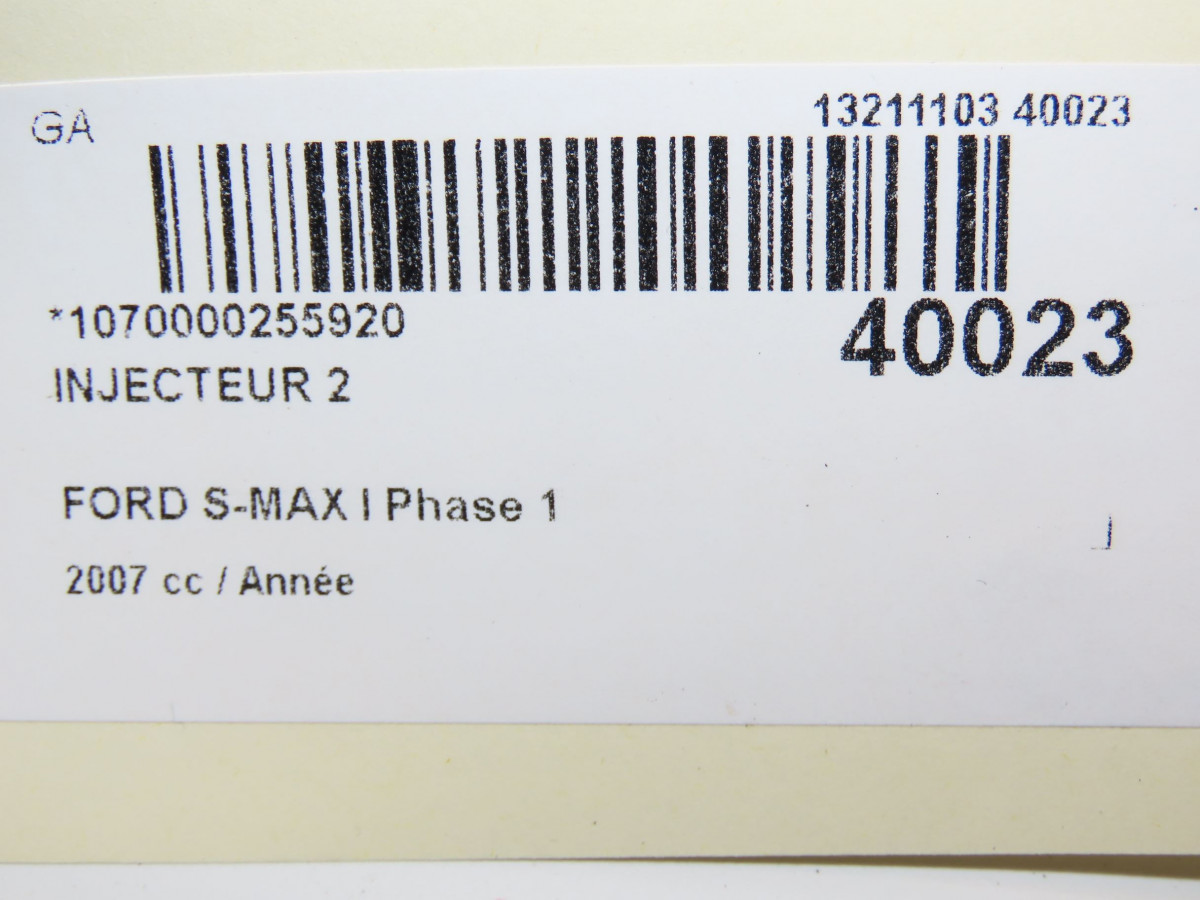 GA
13211103 40023
*1070000255920
40023
INJECTEUR 2
FORD S-MAX I Phase 1
2007 cc / Année